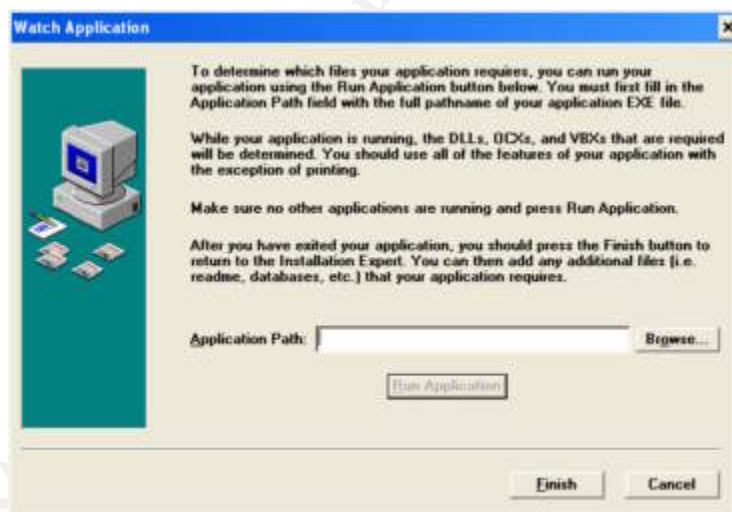 Watch Application
To determine which files your application requires, you can run your
application using the Run Application button below. You must first fill in the
Application Path field with the full pathname of your application EXE file.
While your application is running, the DLLs, OCXs, and VBXs that are required
will be determined. You should use all of the features of your application with
the exception of printing.
Make sure no other applications are running and press Run Application.
After you have exited your application, you should press the Finish button to
return to the Installation Expert. You can then add any additional files (i.e.
readme, databases, etc.) that your application requires.
Application Path:
Browse...
Run Application
Finish
Cancel